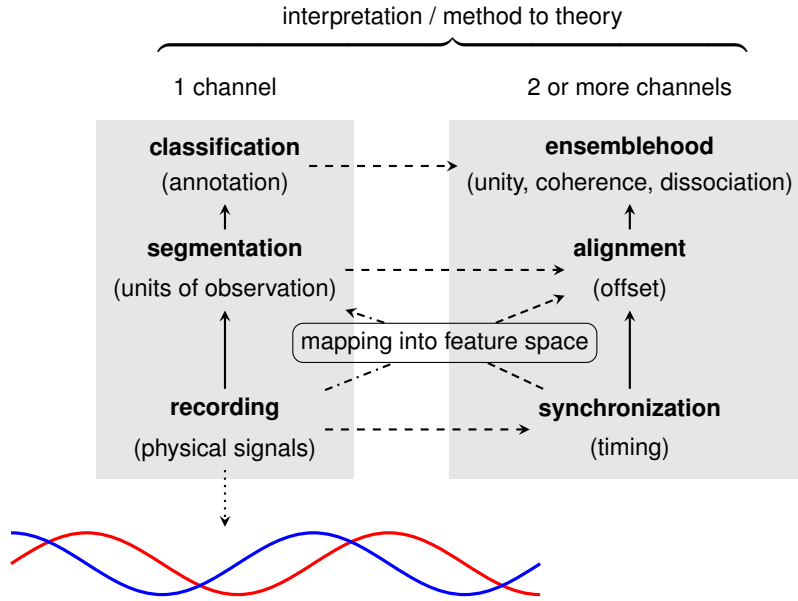 interpretation / method to theory
1 channel
2 or more channels
classification
(annotation)
ensemblehood
(unity, coherence, dissociation)
segmentation
(units of observation)
alignment
(offset)
mapping into feature space
recording
(physical signals)
synchronization
(timing)